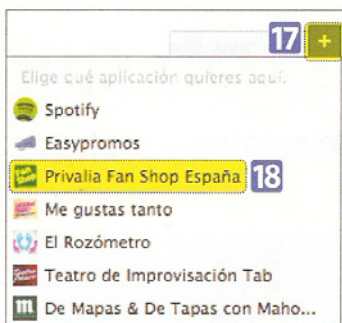 17 +
Elige qué aplicación quieres aquí.
Spotify
Easypromos
Privalia Fan Shop España 18
Me gustas tanto
El Rozómetro
Teatro de Improvisación Tab
m De Mapas & De Tapas con Maho...